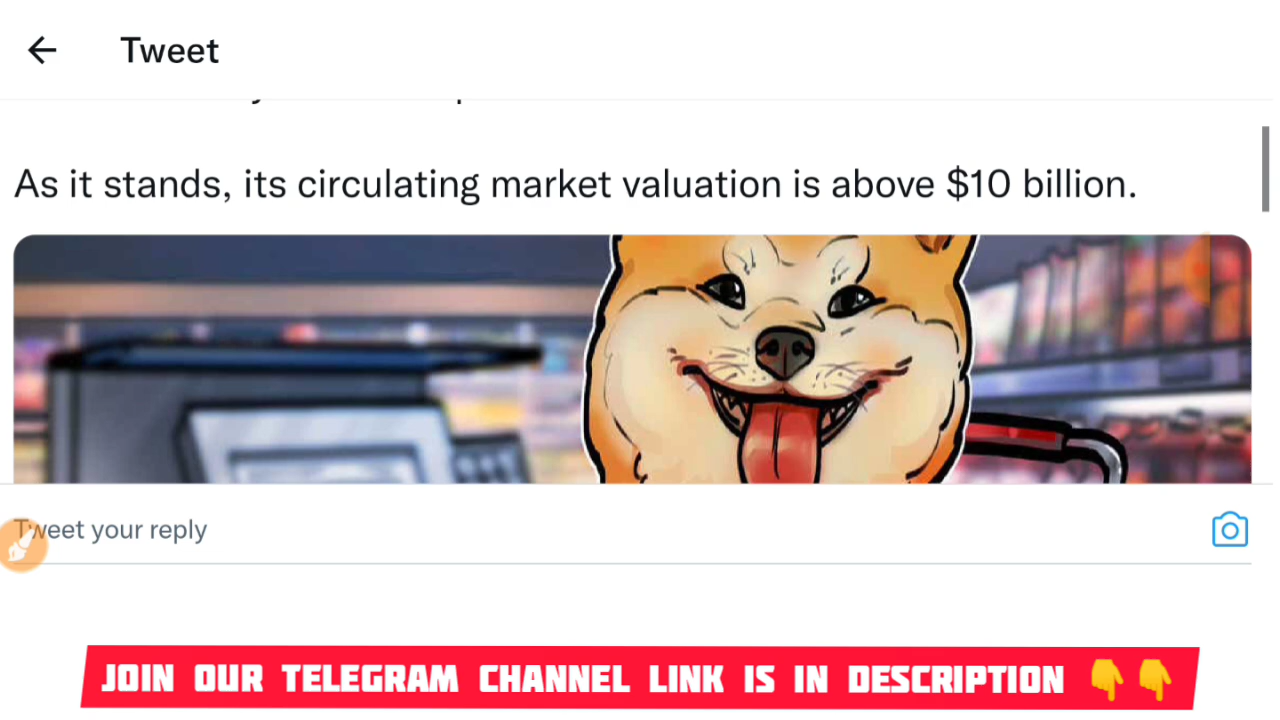 Tweet
As it stands, its circulating market valuation is above $10 billion.
Tweet your reply
JOIN OUR TELEGRAM CHANNEL LINK IS IN DESCRIPTION 👇👇